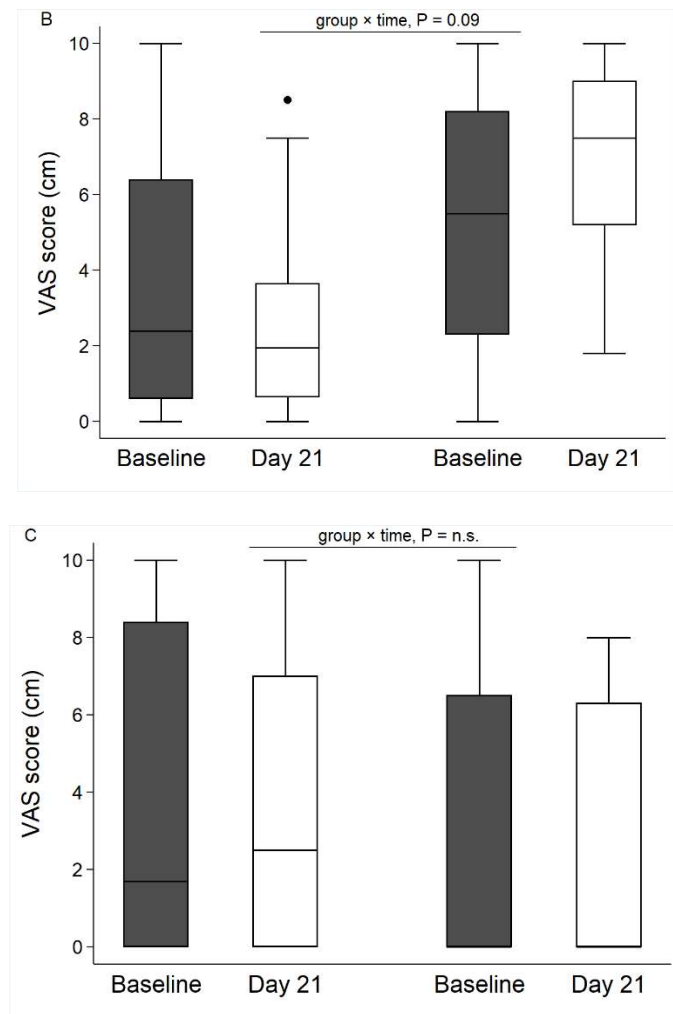 B
group × time, P = 0.09
10
8
6
4
2
0
VAS score (cm)
Baseline Day 21 Baseline Day 21
C
group × time, P = n.s.
10
8
6
4
2
0
VAS score (cm)
Baseline Day 21 Baseline Day 21